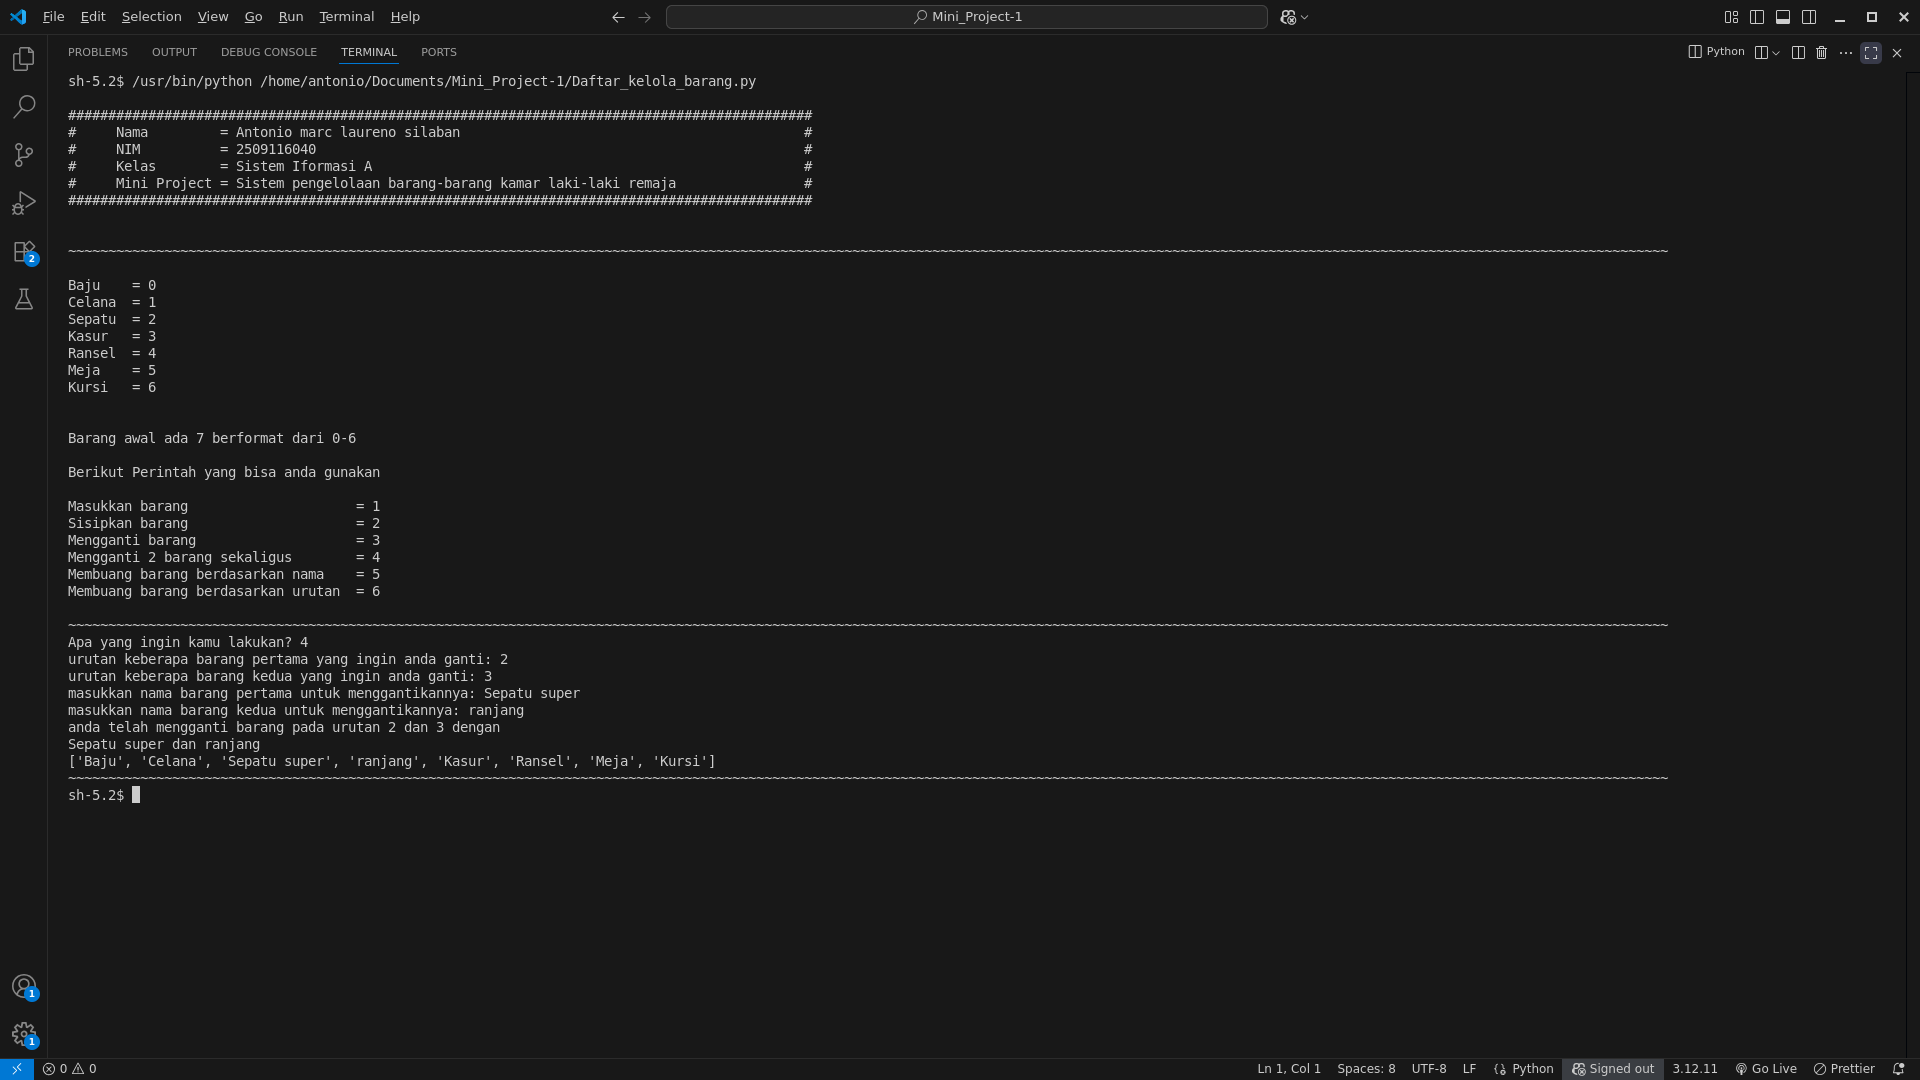 File Edit Selection View Go Run Terminal Help
Mini_Project-1
PROBLEMS OUTPUT DEBUG CONSOLE TERMINAL PORTS
Python
sh-5.2$ /usr/bin/python /home/antonio/Documents/Mini_Project-1/Daftar_kelola_barang.py
#############################################################################################
# Nama = Antonio marc laureno silaban #
# NIM = 2509116040 #
# Kelas = Sistem Iformasi A #
# Mini Project = Sistem pengelolaan barang-barang kamar laki-laki remaja #
#############################################################################################
~~~~~~~~~~~~~~~~~~~~~~~~~~~~~~~~~~~~~~~~~~~~~~~~~~~~~~~~~~~~~~~~~~~~~~~~~~~~~~~~~~~~~~~~~~~~~~~~~~~~~~~~~~~~~~~~~~~~~~~~~~~~~~~~~~~~~~~~~~~~~~~~~~~~~~~~~~~~~~~~~~~~~~~~~~~~~~~~~~~~~~~~~~~~~~~~~~~~
Baju = 0
Celana = 1
Sepatu = 2
Kasur = 3
Ransel = 4
Meja = 5
Kursi = 6
Barang awal ada 7 berformat dari 0-6
Berikut Perintah yang bisa anda gunakan
Masukkan barang = 1
Sisipkan barang = 2
Mengganti barang = 3
Mengganti 2 barang sekaligus = 4
Membuang barang berdasarkan nama = 5
Membuang barang berdasarkan urutan = 6
~~~~~~~~~~~~~~~~~~~~~~~~~~~~~~~~~~~~~~~~~~~~~~~~~~~~~~~~~~~~~~~~~~~~~~~~~~~~~~~~~~~~~~~~~~~~~~~~~~~~~~~~~~~~~~~~~~~~~~~~~~~~~~~~~~~~~~~~~~~~~~~~~~~~~~~~~~~~~~~~~~~~~~~~~~~~~~~~~~~~~~~~~~~~~~~~~~~~
Apa yang ingin kamu lakukan? 4
urutan keberapa barang pertama yang ingin anda ganti: 2
urutan keberapa barang kedua yang ingin anda ganti: 3
masukkan nama barang pertama untuk menggantikannya: Sepatu super
masukkan nama barang kedua untuk menggantikannya: ranjang
anda telah mengganti barang pada urutan 2 dan 3 dengan
Sepatu super dan ranjang
['Baju', 'Celana', 'Sepatu super', 'ranjang', 'Kasur', 'Ransel', 'Meja', 'Kursi']
~~~~~~~~~~~~~~~~~~~~~~~~~~~~~~~~~~~~~~~~~~~~~~~~~~~~~~~~~~~~~~~~~~~~~~~~~~~~~~~~~~~~~~~~~~~~~~~~~~~~~~~~~~~~~~~~~~~~~~~~~~~~~~~~~~~~~~~~~~~~~~~~~~~~~~~~~~~~~~~~~~~~~~~~~~~~~~~~~~~~~~~~~~~~~~~~~~~~
sh-5.2$
2
1
1
0 0 Ln 1, Col 1 Spaces: 8 UTF-8 LF Python Signed out 3.12.11 Go Live Prettier